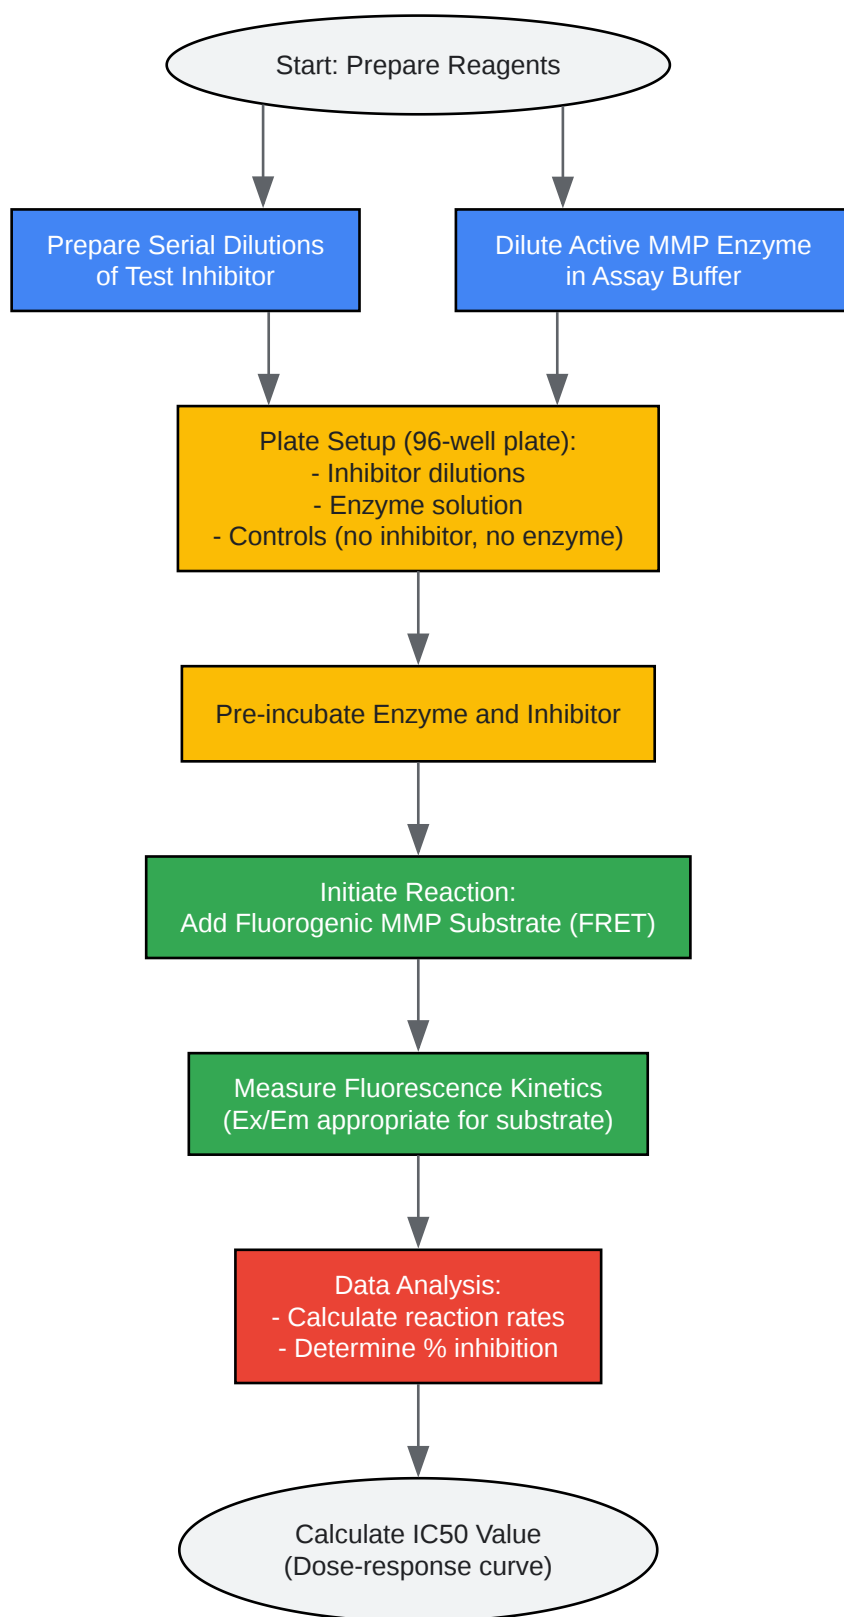 Start: Prepare Reagents
Prepare Serial Dilutions
of Test Inhibitor
Dilute Active MMP Enzyme
in Assay Buffer
Plate Setup (96-well plate):
- Inhibitor dilutions
- Enzyme solution
- Controls (no inhibitor, no enzyme)
Pre-incubate Enzyme and Inhibitor
Initiate Reaction:
Add Fluorogenic MMP Substrate (FRET)
Measure Fluorescence Kinetics
(Ex/Em appropriate for substrate)
Data Analysis:
- Calculate reaction rates
- Determine % inhibition
Calculate IC50 Value
(Dose-response curve)